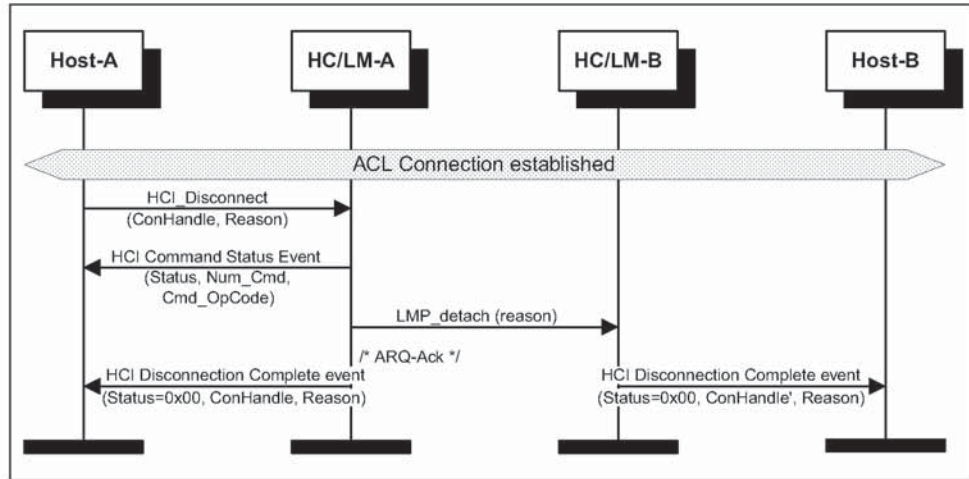 Host-A
HC/LM-A
HC/LM-B
Host-B
ACL Connection established
HCI_Disconnect
(ConHandle, Reason)
HCI Command Status Event
(Status, Num_Cmd,
Cmd_OpCode)
LMP_detach (reason)
/* ARQ-Ack */
HCI Disconnection Complete event
(Status=0x00, ConHandle, Reason)
HCI Disconnection Complete event
(Status=0x00, ConHandle', Reason)